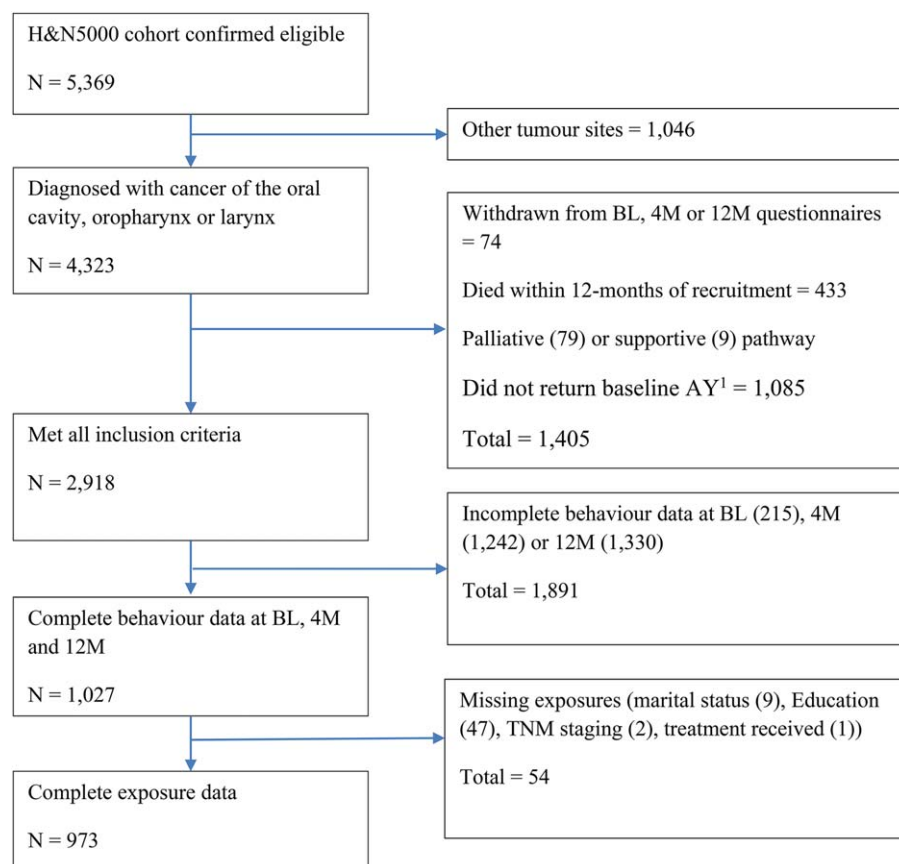 H&N5000 cohort confirmed eligible
N = 5,369
Other tumour sites = 1,046
Diagnosed with cancer of the oral
cavity, oropharynx or larynx
N = 4,323
Withdrawn from BL, 4M or 12M questionnaires
= 74
Died within 12-months of recruitment = 433
Palliative (79) or supportive (9) pathway
Did not return baseline AY¹ = 1,085
Total = 1,405
Met all inclusion criteria
N = 2,918
Incomplete behaviour data at BL (215), 4M
(1,242) or 12M (1,330)
Total = 1,891
Complete behaviour data at BL, 4M
and 12M
N = 1,027
Missing exposures (marital status (9), Education
(47), TNM staging (2), treatment received (1))
Total = 54
Complete exposure data
N = 973